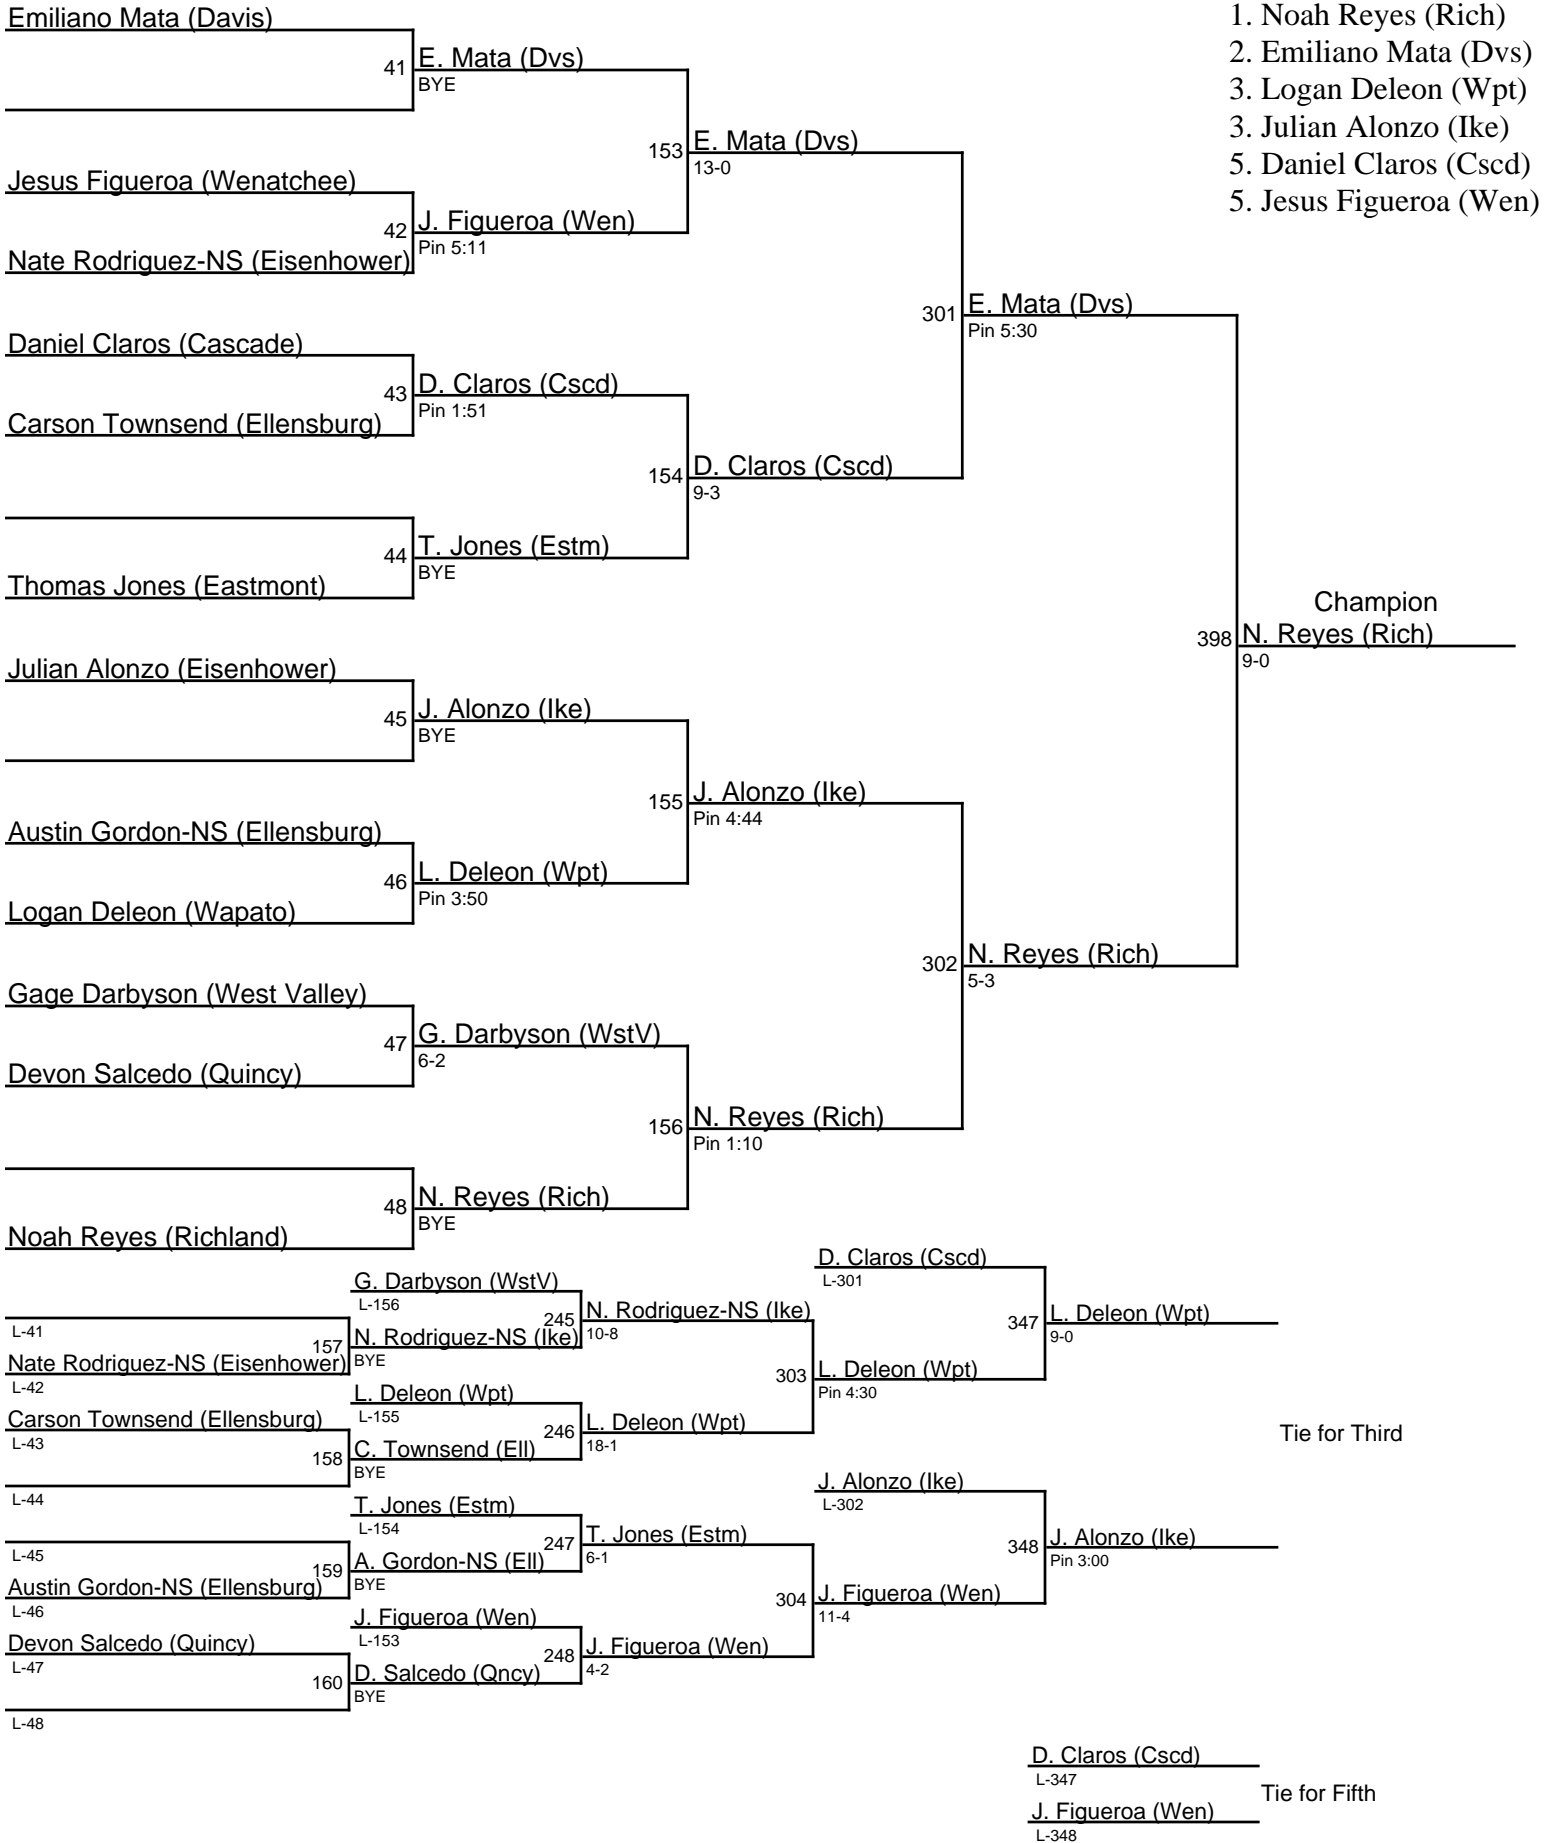 Emiliano Mata (Davis)
41
E. Mata (Dvs)
BYE
153
E. Mata (Dvs)
13-0
Jesus Figueroa (Wenatchee)
42
J. Figueroa (Wen)
Pin 5:11
Nate Rodriguez-NS (Eisenhower)
301
E. Mata (Dvs)
Pin 5:30
Daniel Claros (Cascade)
43
D. Claros (Cscd)
Pin 1:51
Carson Townsend (Ellensburg)
154
D. Claros (Cscd)
9-3
44
T. Jones (Estm)
BYE
Thomas Jones (Eastmont)
Champion
398
N. Reyes (Rich)
9-0
Julian Alonzo (Eisenhower)
45
J. Alonzo (Ike)
BYE
155
J. Alonzo (Ike)
Pin 4:44
Austin Gordon-NS (Ellensburg)
46
L. Deleon (Wpt)
Pin 3:50
Logan Deleon (Wapato)
302
N. Reyes (Rich)
5-3
Gage Darbyson (West Valley)
47
G. Darbyson (WstV)
6-2
Devon Salcedo (Quincy)
156
N. Reyes (Rich)
Pin 1:10
48
N. Reyes (Rich)
BYE
Noah Reyes (Richland)
1. Noah Reyes (Rich)
2. Emiliano Mata (Dvs)
3. Logan Deleon (Wpt)
3. Julian Alonzo (Ike)
5. Daniel Claros (Cscd)
5. Jesus Figueroa (Wen)
L-41
157
Nate Rodriguez-NS (Eisenhower)
L-42
Carson Townsend (Ellensburg)
L-43
158
L-44
L-45
159
Austin Gordon-NS (Ellensburg)
L-46
Devon Salcedo (Quincy)
L-47
160
L-48
G. Darbyson (WstV)
L-156
245
N. Rodriguez-NS (Ike)
BYE
L. Deleon (Wpt)
L-155
246
C. Townsend (Ell)
BYE
T. Jones (Estm)
L-154
247
A. Gordon-NS (Ell)
BYE
J. Figueroa (Wen)
L-153
248
D. Salcedo (Qncy)
BYE
N. Rodriguez-NS (Ike)
10-8
303
L. Deleon (Wpt)
18-1
T. Jones (Estm)
6-1
304
J. Figueroa (Wen)
4-2
D. Claros (Cscd)
L-301
347
L. Deleon (Wpt)
Pin 4:30
J. Alonzo (Ike)
L-302
348
J. Figueroa (Wen)
11-4
L. Deleon (Wpt)
9-0
Tie for Third
J. Alonzo (Ike)
Pin 3:00
D. Claros (Cscd)
L-347
Tie for Fifth
J. Figueroa (Wen)
L-348